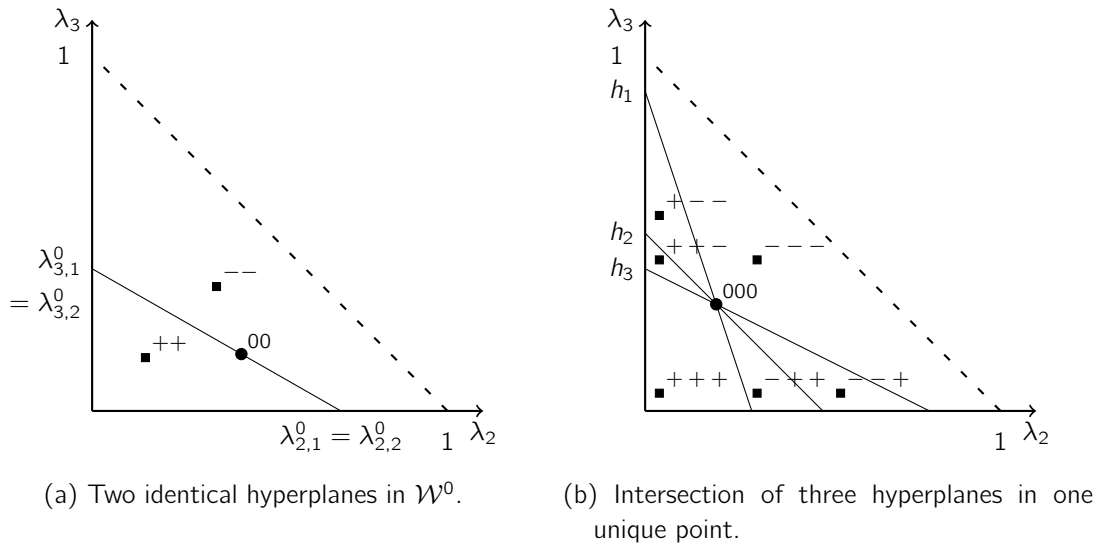 λ₃
1
λ⁰₃,₁
= λ⁰₃,₂
−−
++
00
λ⁰₂,₁ = λ⁰₂,₂
1
λ₂
(a) Two identical hyperplanes in 𝒲⁰.
λ₃
1
h₁
+ − −
h₂
+ + −
− − −
h₃
000
+ + +
− + +
− − +
1
λ₂
(b) Intersection of three hyperplanes in one
unique point.